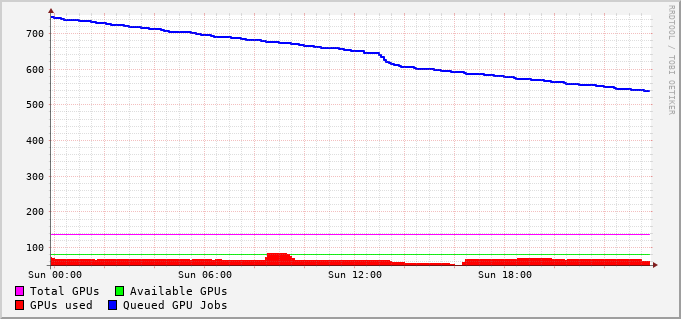 RRDTOOL / TOBI OETIKER
700
600
500
400
300
200
100
Sun 00:00 Sun 06:00 Sun 12:00 Sun 18:00
Total GPUs Available GPUs
GPUs used Queued GPU Jobs